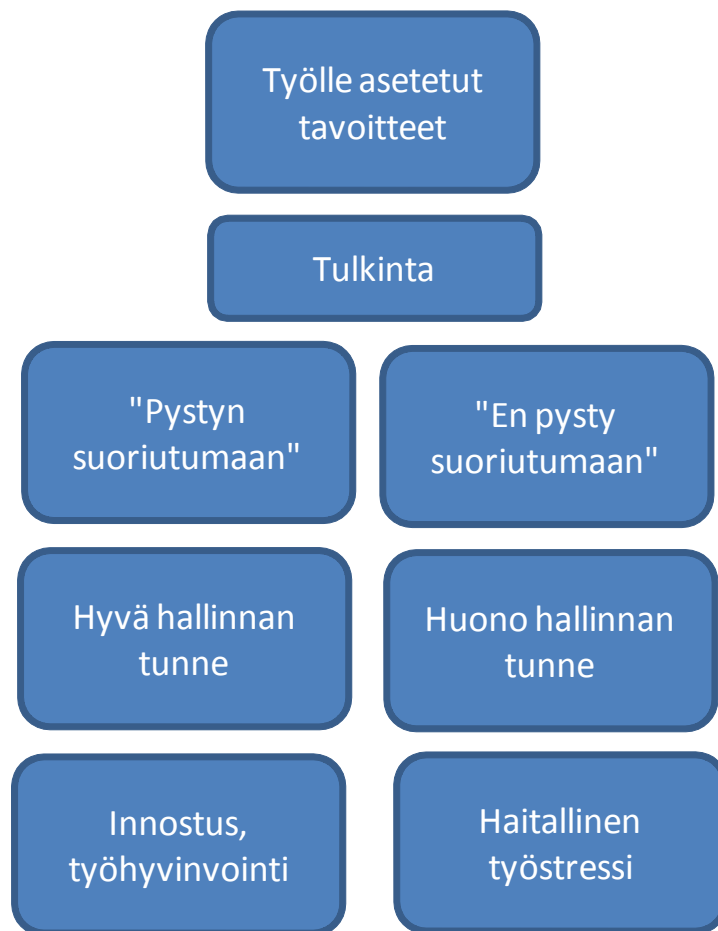 Työlle asetetut
tavoitteet
Tulkinta
"Pystyn
suoriutumaan"
"En pysty
suoriutumaan"
Hyvä hallinnan
tunne
Huono hallinnan
tunne
Innostus,
työhyvinvointi
Haitallinen
työstressi